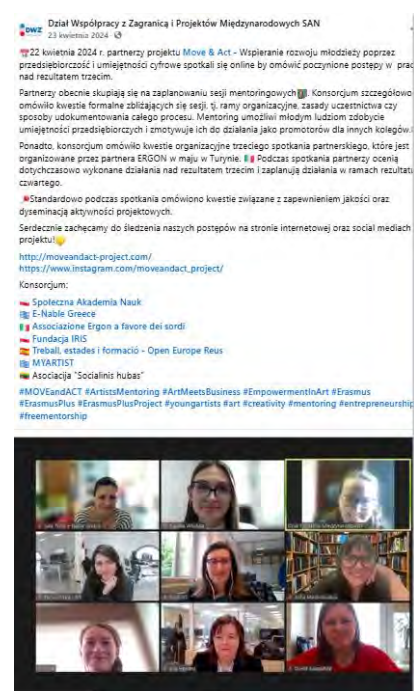 Dział Współpracy z Zagranicą i Projektów Międzynarodowych SAN
DWZ
23 kwietnia 2024
22 kwietnia 2024 r. partnerzy projektu Move & Act - Wspieranie rozwoju młodzieży poprzez
przedsiębiorczość i umiejętności cyfrowe spotkali się online by omówić poczynione postępy w prac
nad rezultatem trzecim.
Partnerzy obecnie skupiają się na zaplanowaniu sesji mentoringowych. Konsorcjum szczegółowo
omówiło kwestie formalne zbliżających się sesji, tj. ramy organizacyjne, zasady uczestnictwa czy
sposoby udokumentowania całego procesu. Mentoring umożliwi młodym ludziom zdobycie
umiejętności przedsiębiorczych i zmotywuje ich do działania jako promotorów dla innych kolegów.
Ponadto, konsorcjum omówiło kwestie organizacyjne trzeciego spotkania partnerskiego, które jest
organizowane przez partnera ERGON w maju w Turynie. Podczas spotkania partnerzy ocenią
dotychczasowo wykonane działania nad rezultatem trzecim i zaplanują działania w ramach rezultatu
czwartego.
Standardowo podczas spotkania omówiono kwestie związane z zapewnieniem jakości oraz
dyseminacją aktywności projektowych.
Serdecznie zachęcamy do śledzenia naszych postępów na stronie internetowej oraz social mediach
projektu!
http://moveandact-project.com/
https://www.instagram.com/moveandact_project/
Konsorcjum:
Społeczna Akademia Nauk
E-Nable Greece
Associazione Ergon a favore dei sordi
Fundacja IRIS
Treball, estades i formació - Open Europe Reus
MYARTIST
Asociacija "Socialinis hubas"
#MOVEandACT #ArtistsMentoring #ArtMeetsBusiness #EmpowermentInArt #Erasmus
#ErasmusPlus #ErasmusPlusProject #youngartists #art #creativity #mentoring #entrepreneurship
#freementorship